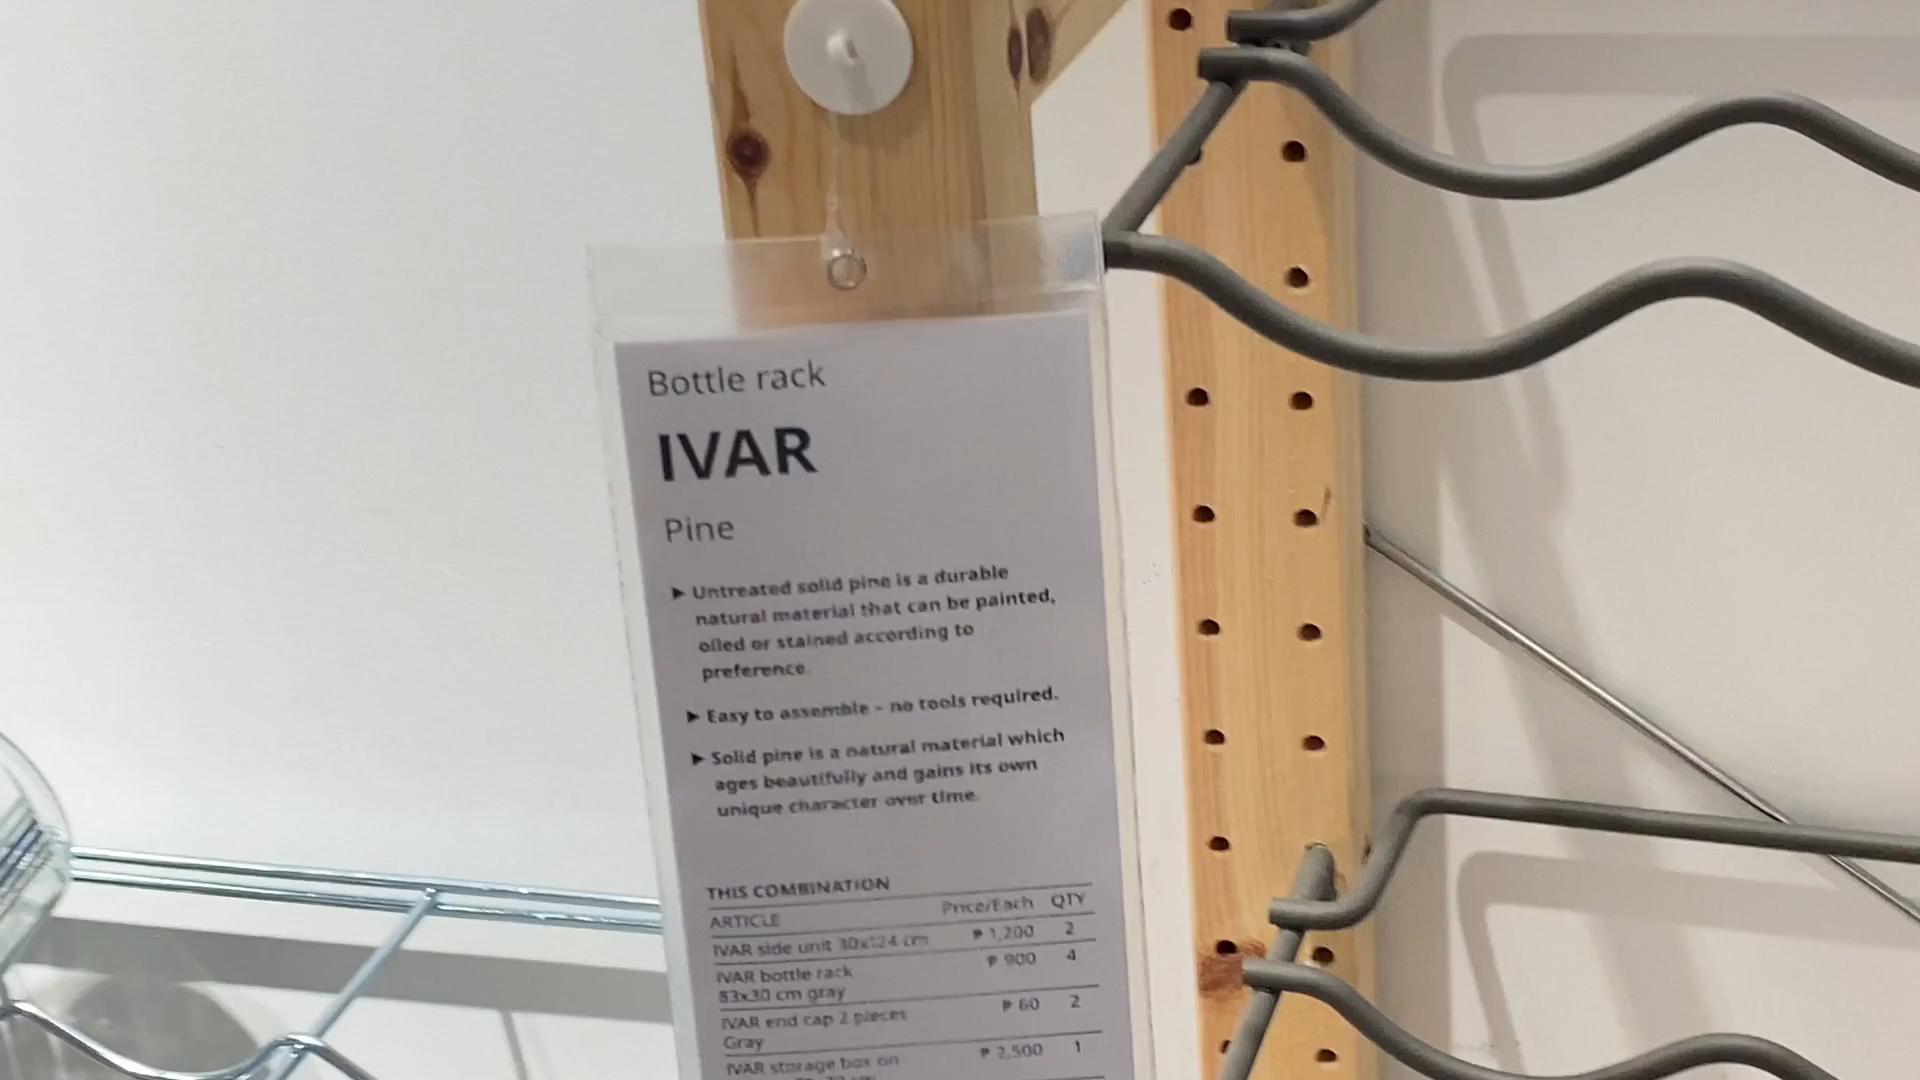 Bottle rack
IVAR
Pine
▶ Untreated solid pine is a durable
natural material that can be painted,
oiled or stained according to
preference.
▶ Easy to assemble – no tools required.
▶ Solid pine is a natural material which
ages beautifully and gains its own
unique character over time.
THIS COMBINATION
ARTICLE Price/Each QTY
IVAR side unit 30x124 cm ₱ 1,200 2
IVAR bottle rack ₱ 900 4
83x30 cm gray
IVAR end cap 2 pieces ₱ 60 2
Gray
IVAR storage box on ₱ 2,500 1